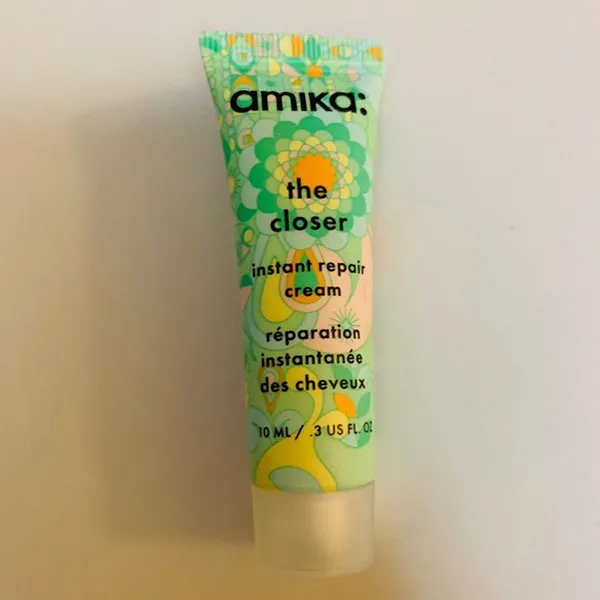 amika:
the
closer
instant repair
cream
réparation
instantanée
des cheveux
10 ML / .3 US FL. OZ